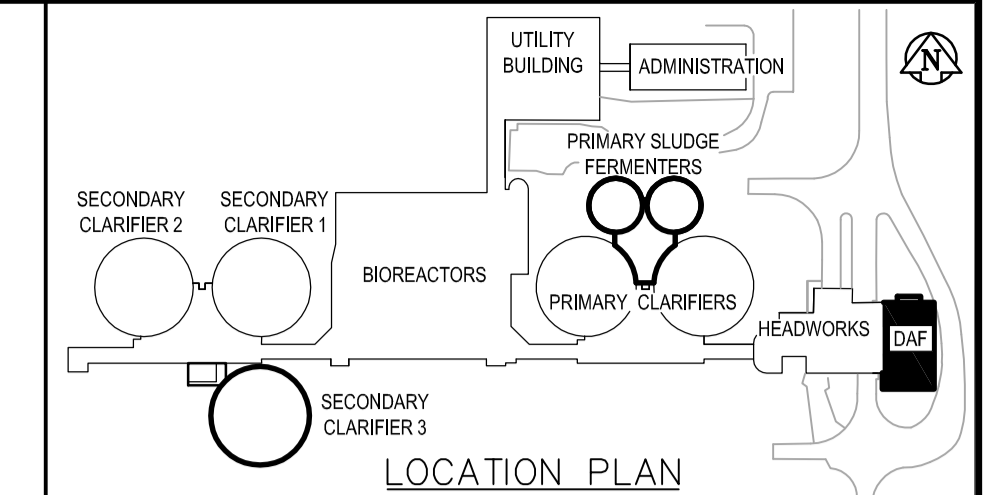 UTILITY
BUILDING
ADMINISTRATION
N
PRIMARY SLUDGE
FERMENTERS
SECONDARY
CLARIFIER 2
SECONDARY
CLARIFIER 1
BIOREACTORS
PRIMARY CLARIFIERS
HEADWORKS
DAF
SECONDARY
CLARIFIER 3
LOCATION PLAN